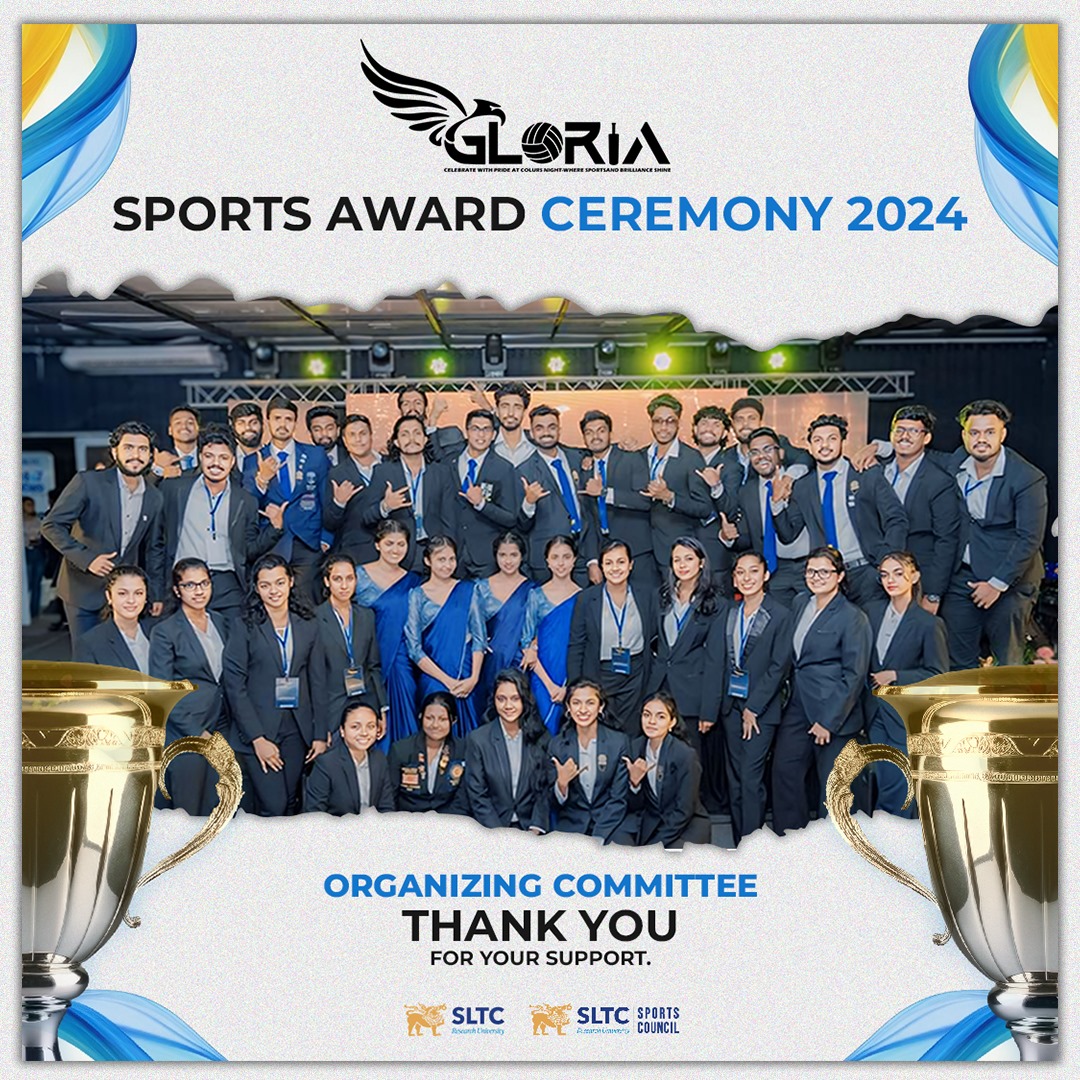 GLORIA
CELEBRATE WITH PRIDE AT COLURS NIGHT-WHERE SPORTSAND BRILLIANCE SHINE
SPORTS AWARD CEREMONY 2024
ORGANIZING COMMITTEE
THANK YOU
FOR YOUR SUPPORT.
SLTC
Research University
SLTC
Research University
SPORTS
COUNCIL